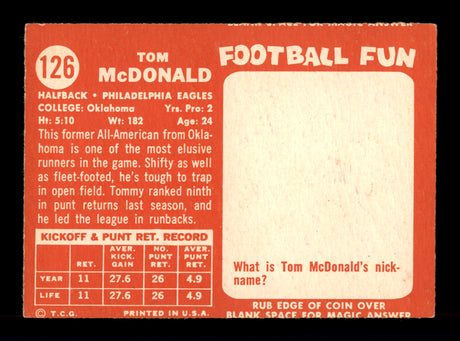 BLANK SPACE FOR MAGIC ANSWER
126
TOM
McDONALD
HALFBACK • PHILADELPHIA EAGLES
COLLEGE: Oklahoma Yrs. Pro: 2
Ht: 5:10 Wt: 182 Age: 24
This former All-American from Okla-
homa is one of the most elusive
runners in the game. Shifty as well
as fleet-footed, he's tough to trap
in open field. Tommy ranked ninth
in punt returns last season, and
he led the league in runbacks.
KICKOFF & PUNT RET. RECORD
RET. AVER. KICK. GAIN NO. PUNT RET. AVER. PUNT RET.
YEAR 11 27.6 26 4.9
LIFE 11 27.6 26 4.9
© T.C.G. PRINTED IN U.S.A.
FOOTBALL FUN
What is Tom McDonald's nick-
name?
RUB EDGE OF COIN OVER
BLANK SPACE FOR MAGIC ANSWER